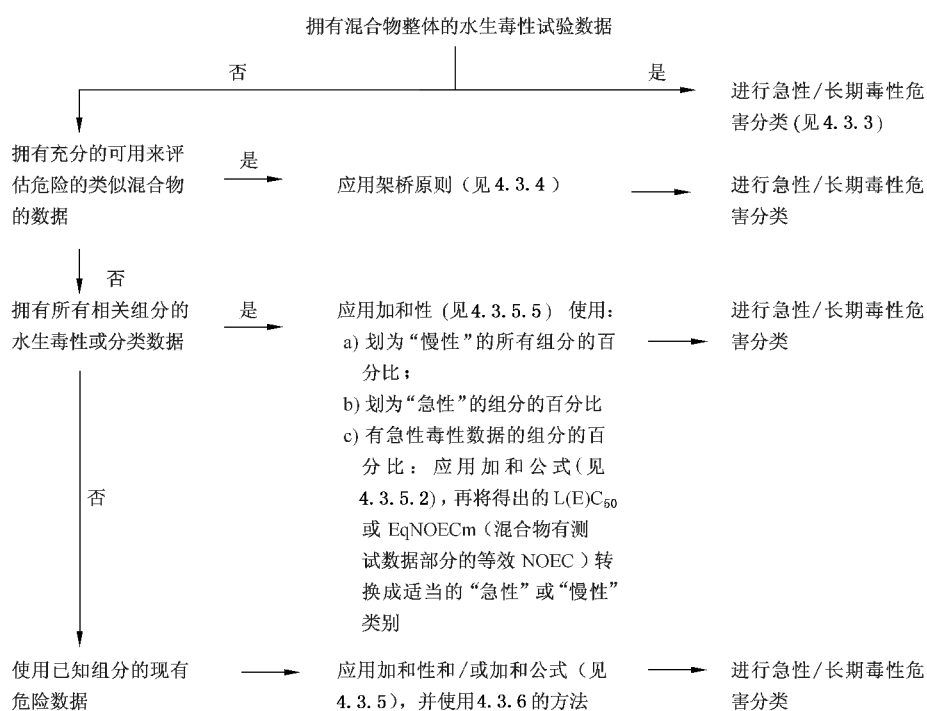 拥有混合物整体的水生毒性试验数据
否
是
进行急性/长期毒性危
害分类(见4.3.3)
拥有充分的可用来评
估危险的类似混合物
的数据
是
应用架桥原则（见4.3.4）
进行急性/长期毒性危
害分类
否
拥有所有相关组分的
水生毒性或分类数据
是
应用加和性(见4.3.5.5) 使用：
a) 划为“慢性”的所有组分的百
分比；
b) 划为“急性”的组分的百分比
c) 有急性毒性数据的组分的百
分比：应用加和公式(见
4.3.5.2)，再将得出的L(E)C₅₀
或 EqNOECm（混合物有测
试数据部分的等效 NOEC）转
换成适当的“急性”或“慢性”
类别
进行急性/长期毒性危
害分类
否
使用已知组分的现有
危险数据
应用加和性和/或加和公式（见
4.3.5），并使用4.3.6的方法
进行急性/长期毒性危
害分类